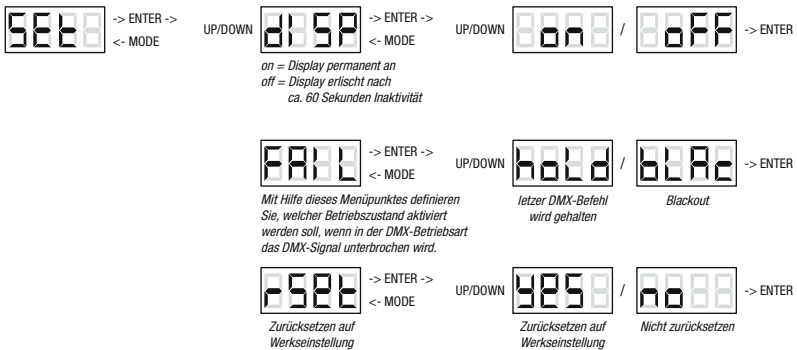 SEt -> ENTER -> UP/DOWN dISP -> ENTER -> UP/DOWN on / oFF -> ENTER
<- MODE <- MODE
on = Display permanent an
off = Display erlischt nach
ca. 60 Sekunden Inaktivität
FAIL -> ENTER -> UP/DOWN hoLd / bLAc -> ENTER
<- MODE
Mit Hilfe dieses Menüpunktes definieren
Sie, welcher Betriebszustand aktiviert
werden soll, wenn in der DMX-Betriebsart
das DMX-Signal unterbrochen wird.
letzer DMX-Befehl
wird gehalten
Blackout
rSEt -> ENTER -> UP/DOWN YES / no -> ENTER
<- MODE
Zurücksetzen auf
Werkseinstellung
Zurücksetzen auf
Werkseinstellung
Nicht zurücksetzen